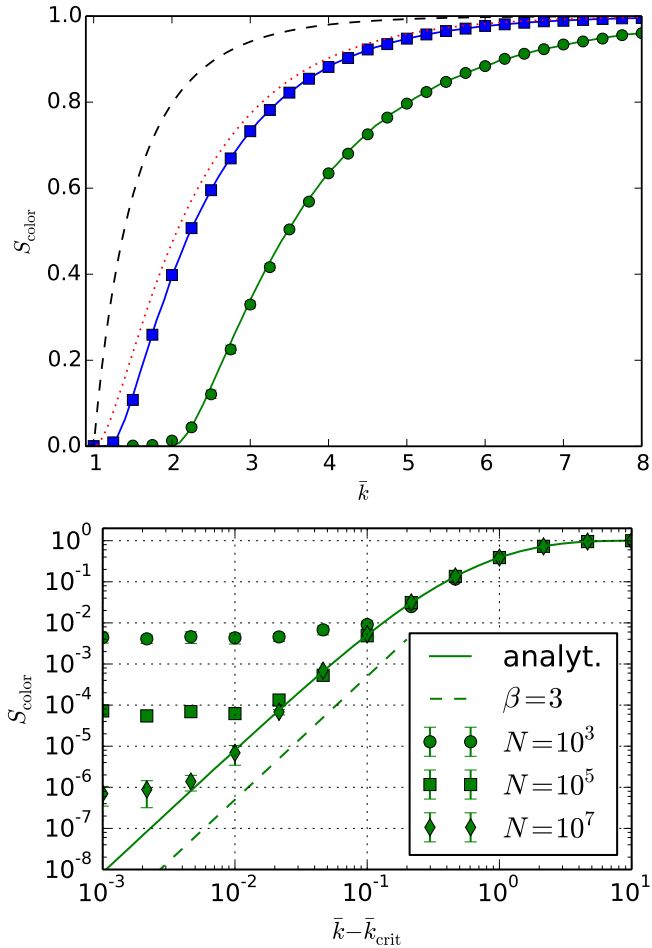 1.0
0.8
0.6
0.4
0.2
0.0
S_color
1 2 3 4 5 6 7 8
k̄
10^0
10^-1
10^-2
10^-3
10^-4
10^-5
10^-6
10^-7
10^-8
S_color
analyt.
β=3
N=10^3
N=10^5
N=10^7
10^-3 10^-2 10^-1 10^0 10^1
k̄−k̄_crit